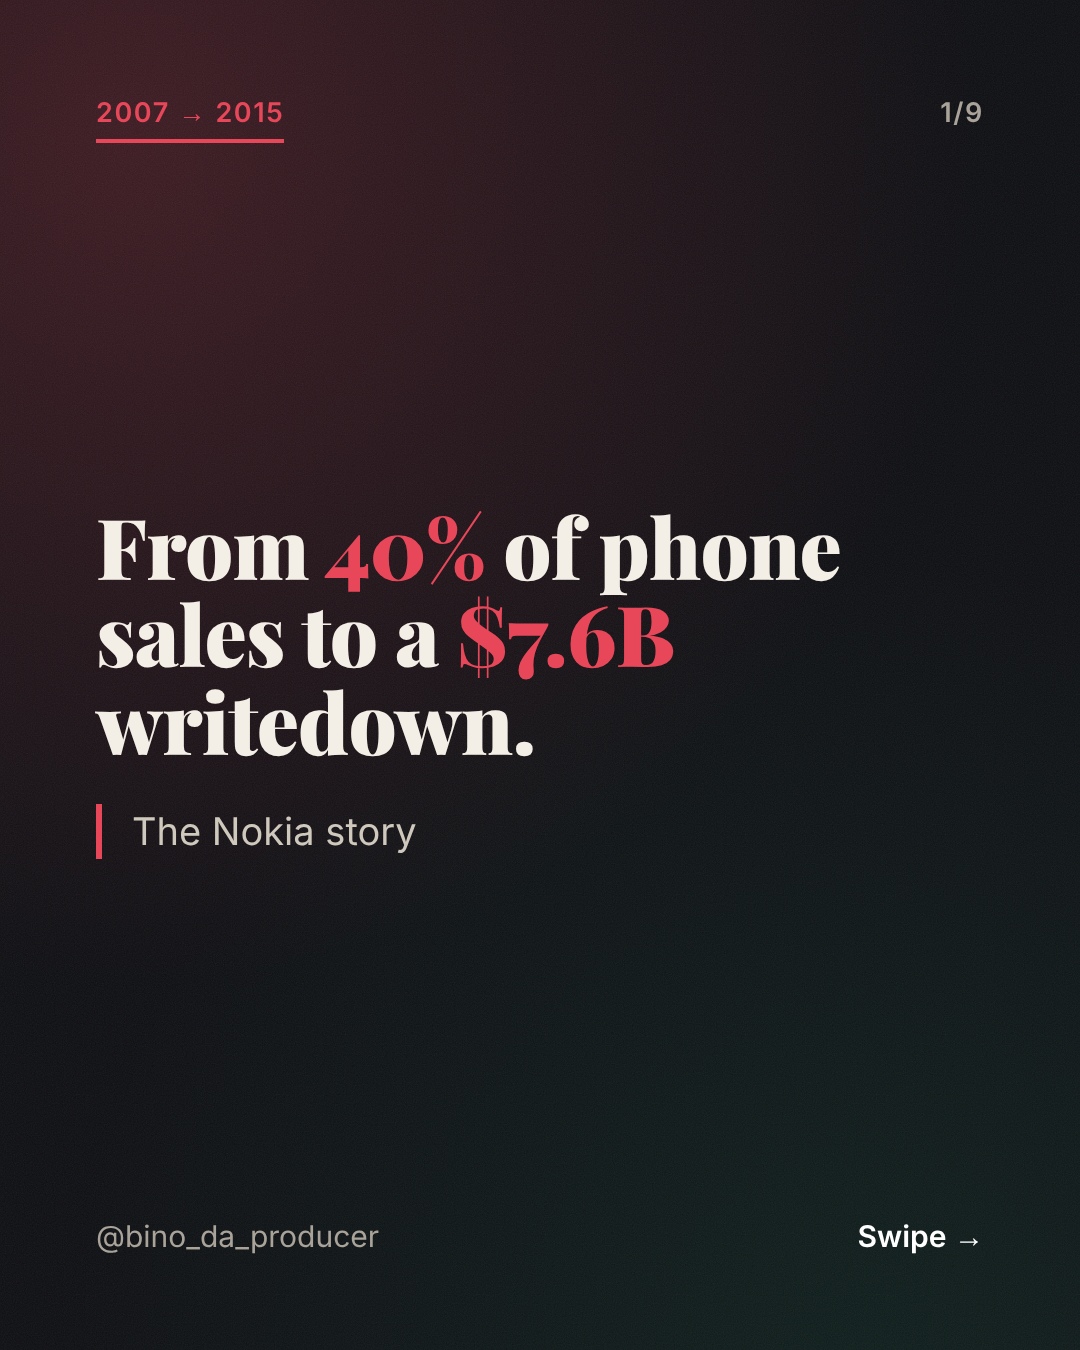 2007 → 2015
1/9
From 40% of phone
sales to a $7.6B
writedown.
The Nokia story
@bino_da_producer
Swipe →